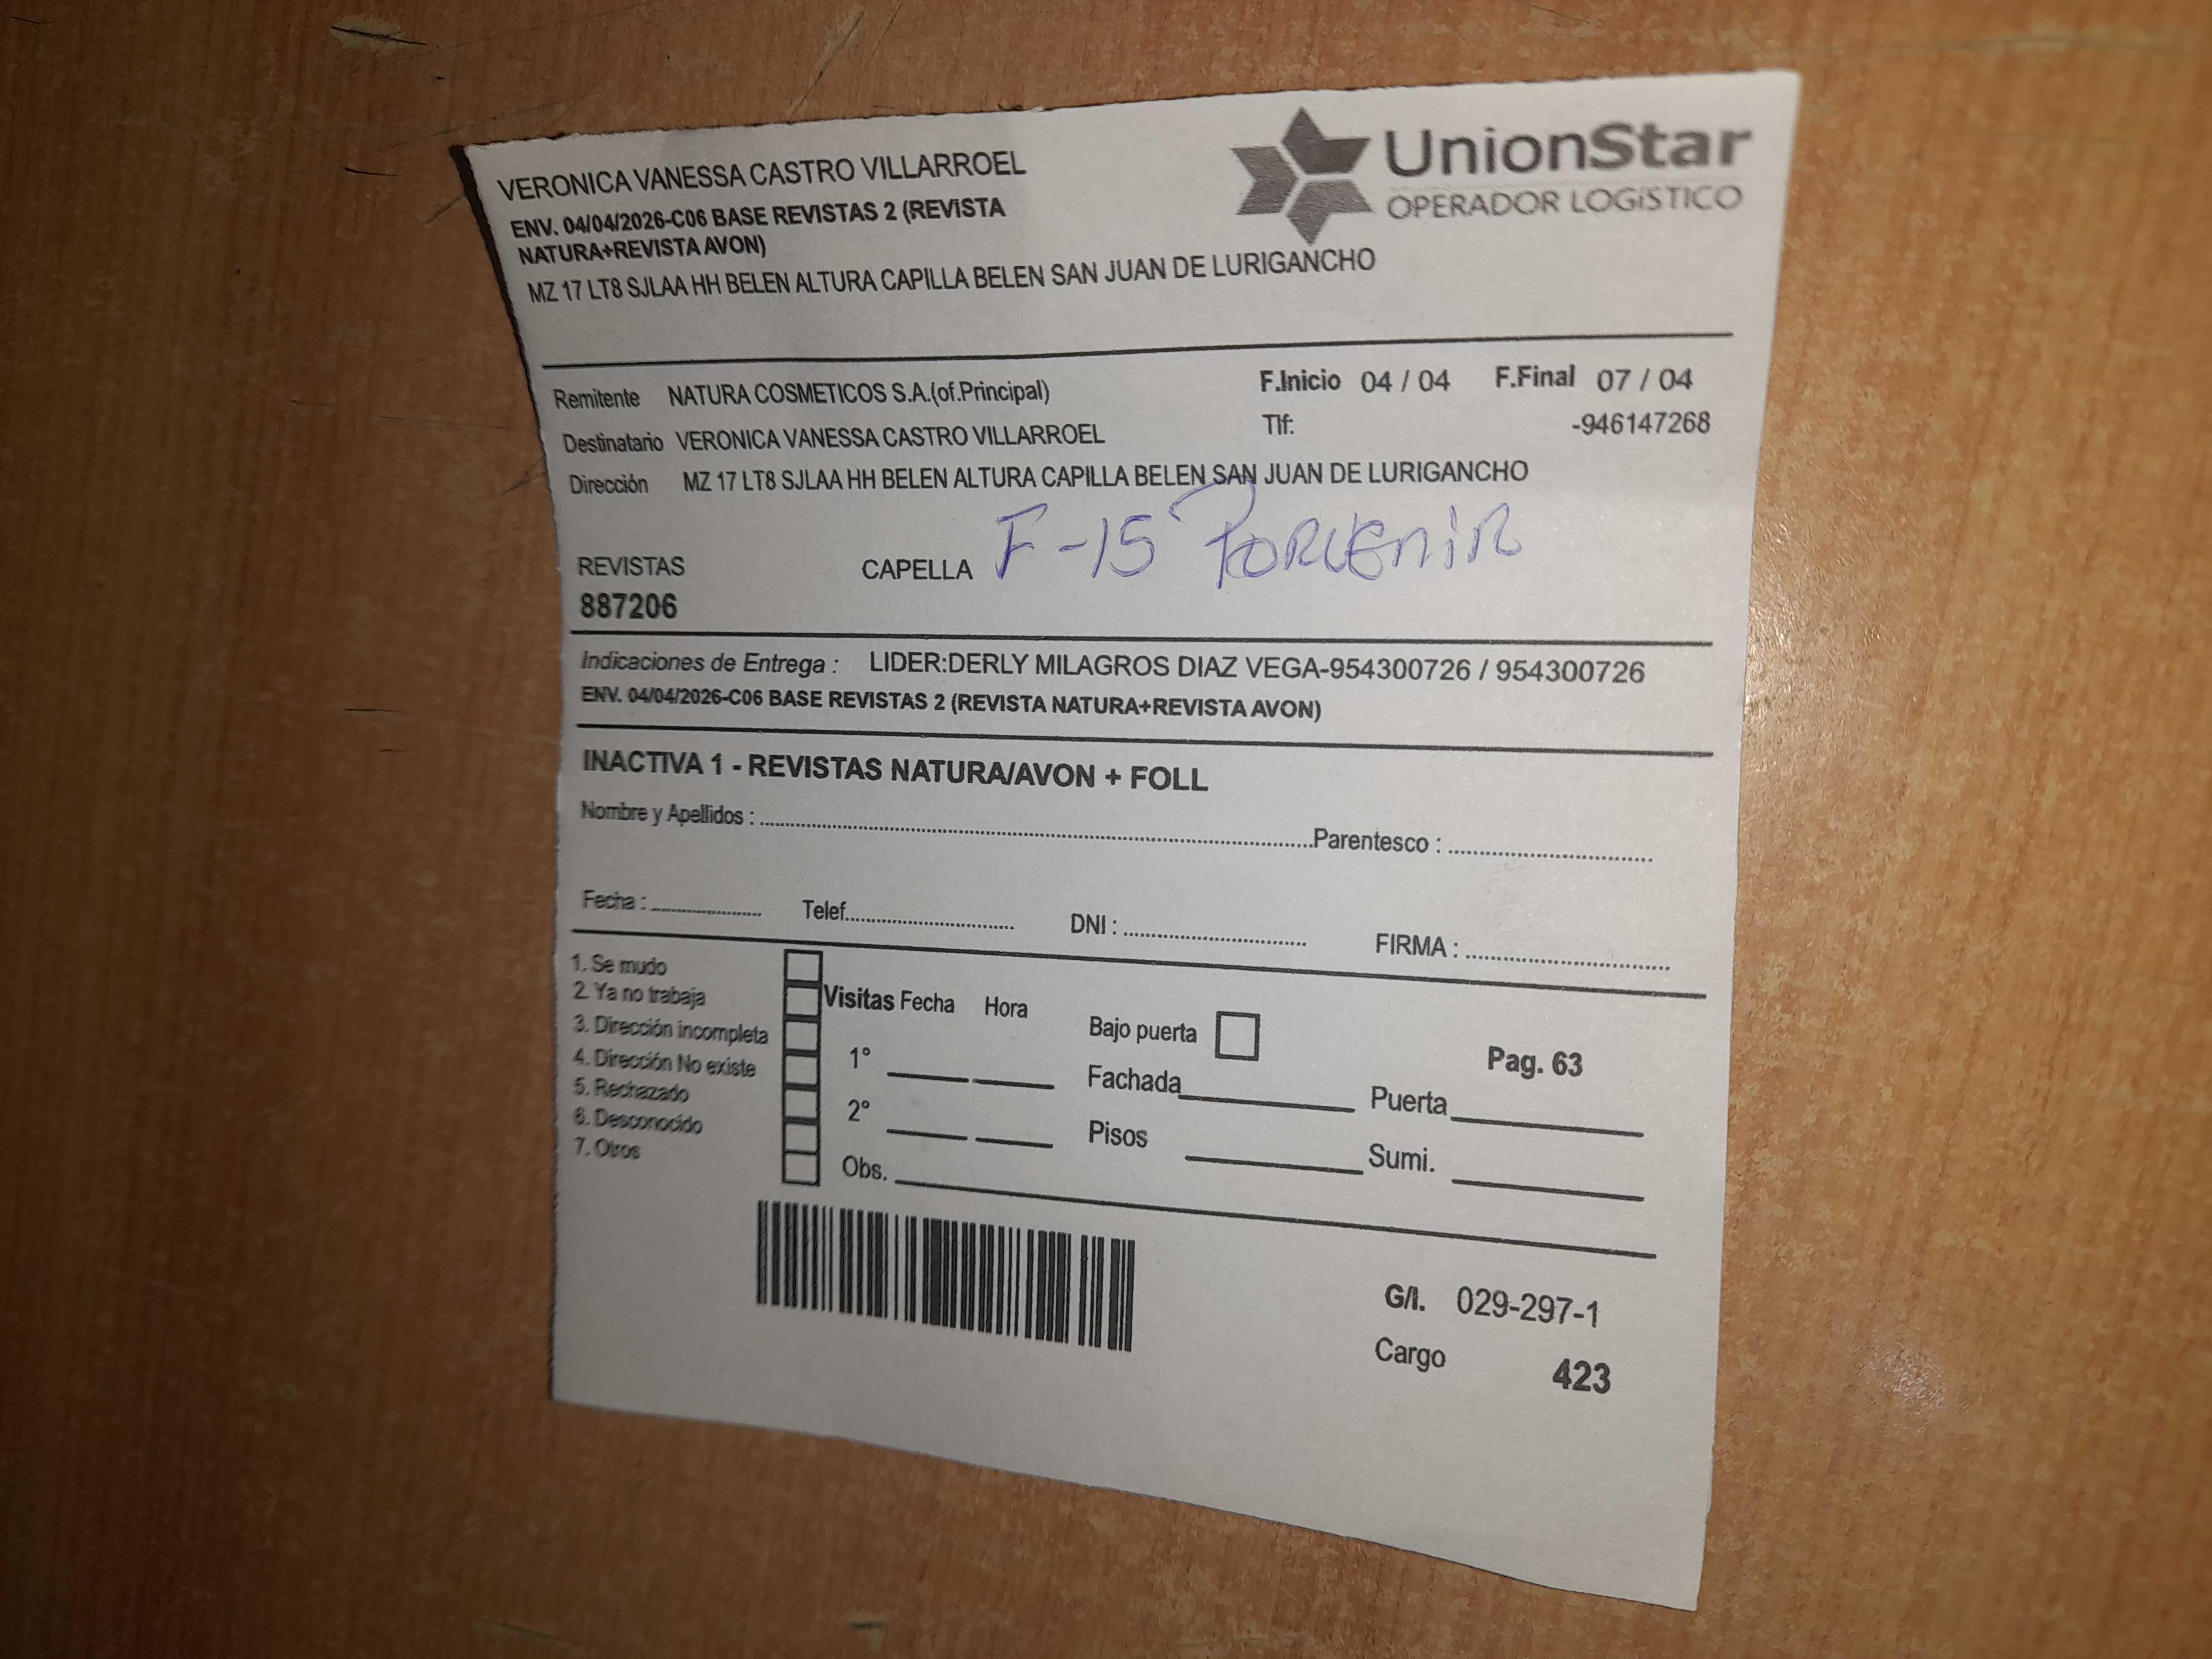 VERONICA VANESSA CASTRO VILLARROEL
ENV. 04/04/2026-C06 BASE REVISTAS 2 (REVISTA
NATURA+REVISTA AVON)
MZ 17 LT8 SJLAA HH BELEN ALTURA CAPILLA BELEN SAN JUAN DE LURIGANCHO
UnionStar
OPERADOR LOGÍSTICO
Remitente NATURA COSMETICOS S.A.(of.Principal) F.Inicio 04 / 04 F.Final 07 / 04
Destinatario VERONICA VANESSA CASTRO VILLARROEL Tlf: -946147268
Dirección MZ 17 LT8 SJLAA HH BELEN ALTURA CAPILLA BELEN SAN JUAN DE LURIGANCHO
REVISTAS CAPELLA F-15 PORVENIR
887206
Indicaciones de Entrega : LIDER:DERLY MILAGROS DIAZ VEGA-954300726 / 954300726
ENV. 04/04/2026-C06 BASE REVISTAS 2 (REVISTA NATURA+REVISTA AVON)
INACTIVA 1 - REVISTAS NATURA/AVON + FOLL
Nombre y Apellidos : Parentesco :
Fecha : Telef. DNI : FIRMA :
1. Se mudo
2. Ya no trabaja
3. Dirección incompleta
4. Dirección No existe
5. Rechazado
6. Desconocido
7. Otros
Visitas Fecha Hora
1°
2°
Obs.
Bajo puerta
Fachada
Pisos
Pag. 63
Puerta
Sumi.
G/I. 029-297-1
Cargo 423